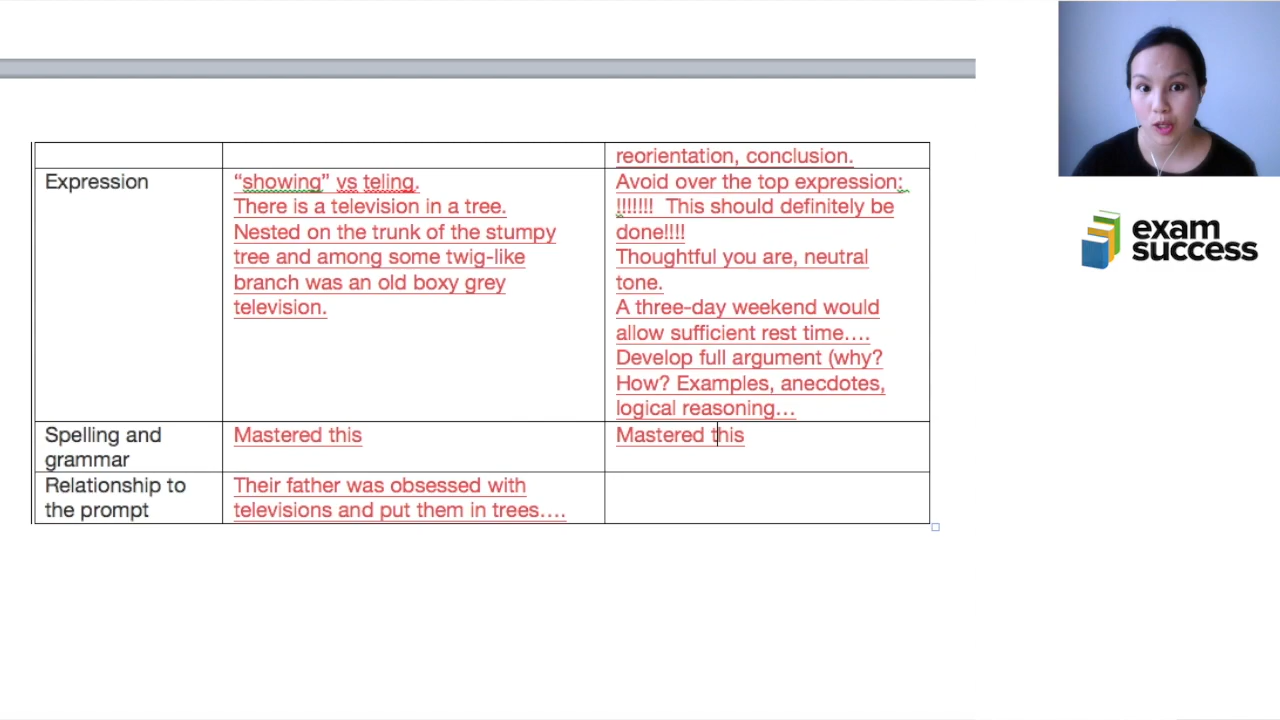 reorientation, conclusion.
Expression
“showing” vs teling.
There is a television in a tree.
Nested on the trunk of the stumpy
tree and among some twig-like
branch was an old boxy grey
television.
Avoid over the top expression:
!!!!!!! This should definitely be
done!!!!
Thoughtful you are, neutral
tone.
A three-day weekend would
allow sufficient rest time….
Develop full argument (why?
How? Examples, anecdotes,
logical reasoning…
Spelling and
grammar
Mastered this
Mastered this
Relationship to
the prompt
Their father was obsessed with
televisions and put them in trees….
exam
success